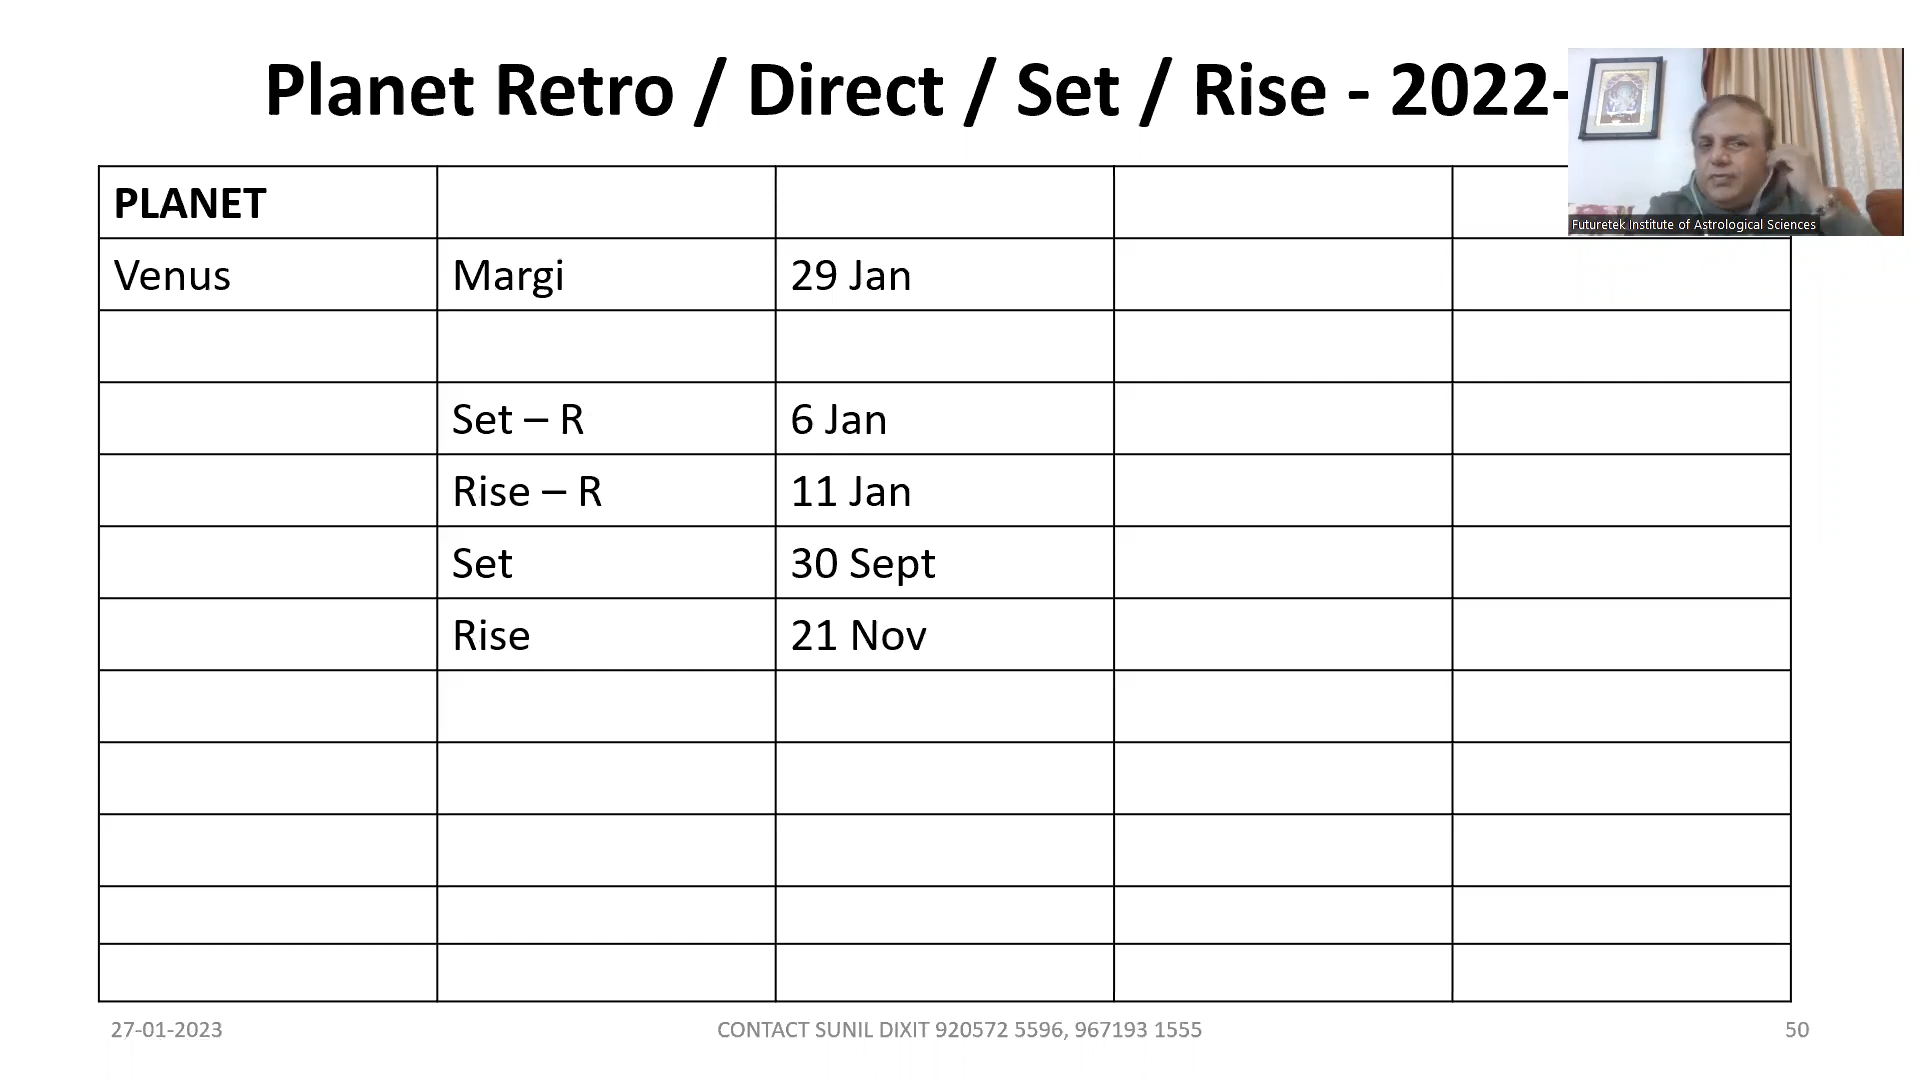 Planet Retro / Direct / Set / Rise - 2022-
Futuretek Institute of Astrological Sciences
PLANET
Venus Margi 29 Jan
Set – R 6 Jan
Rise – R 11 Jan
Set 30 Sept
Rise 21 Nov
27-01-2023 CONTACT SUNIL DIXIT 920572 5596, 967193 1555 50